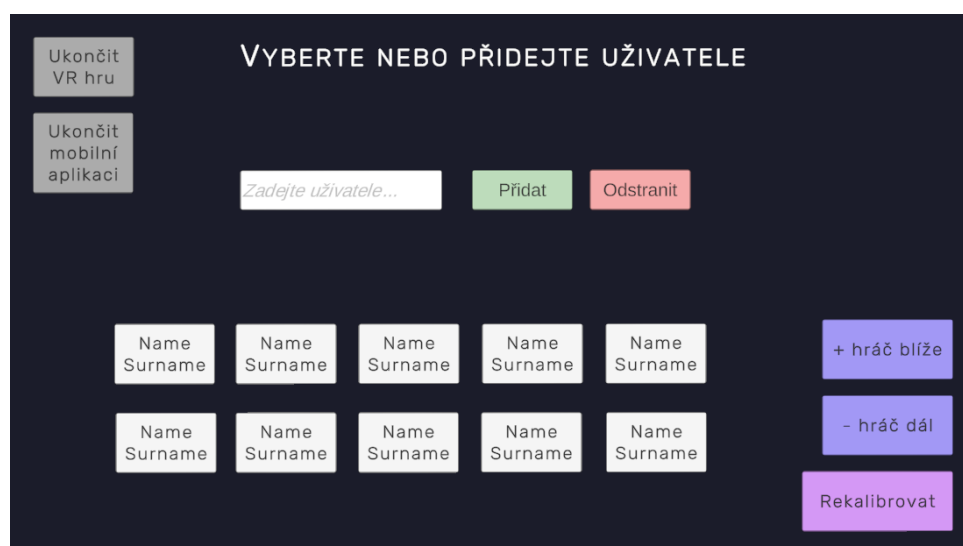 Ukončit
VR hru
Vyberte nebo přidejte uživatele
Ukončit
mobilní
aplikaci
Zadejte uživatele...
Přidat
Odstranit
Name
Surname
Name
Surname
Name
Surname
Name
Surname
Name
Surname
+ hráč blíže
Name
Surname
Name
Surname
Name
Surname
Name
Surname
Name
Surname
- hráč dál
Rekalibrovat